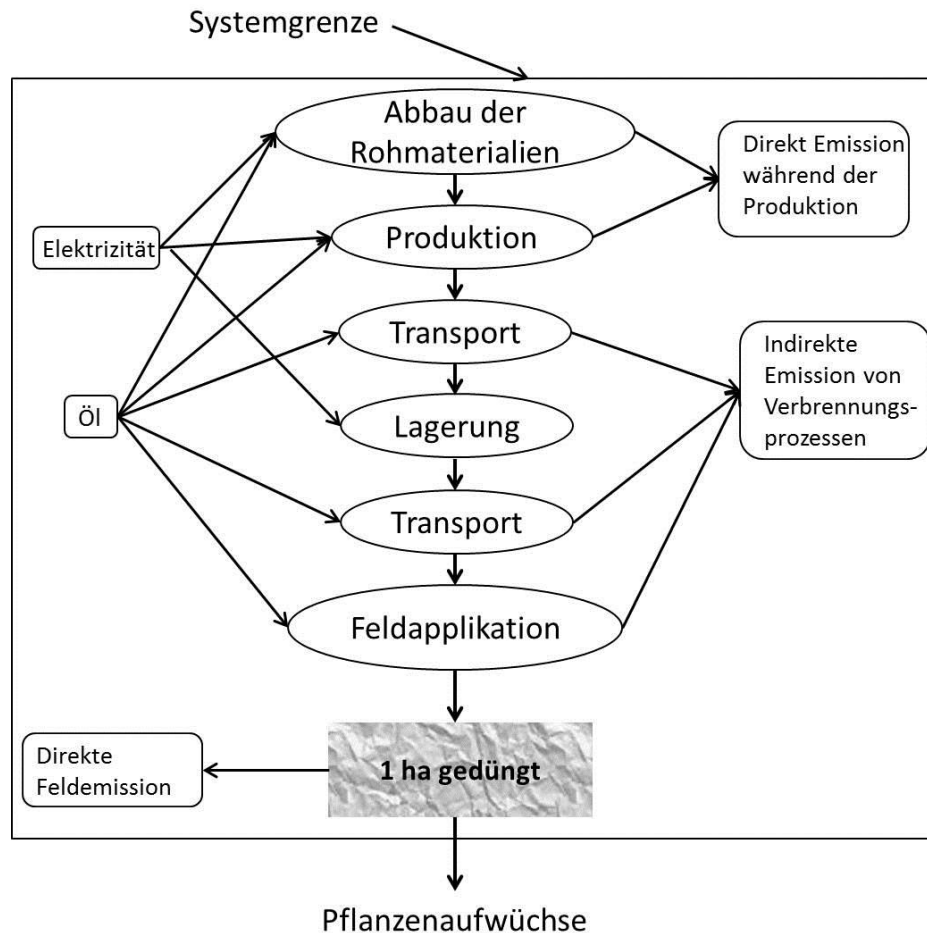 Systemgrenze
Abbau der
Rohmaterialien
Direkt Emission
während der
Produktion
Elektrizität
Produktion
Transport
Indirekte
Emission von
Verbrennungs-
prozessen
Öl
Lagerung
Transport
Feldapplikation
Direkte
Feldemission
1 ha gedüngt
Pflanzenaufwüchse